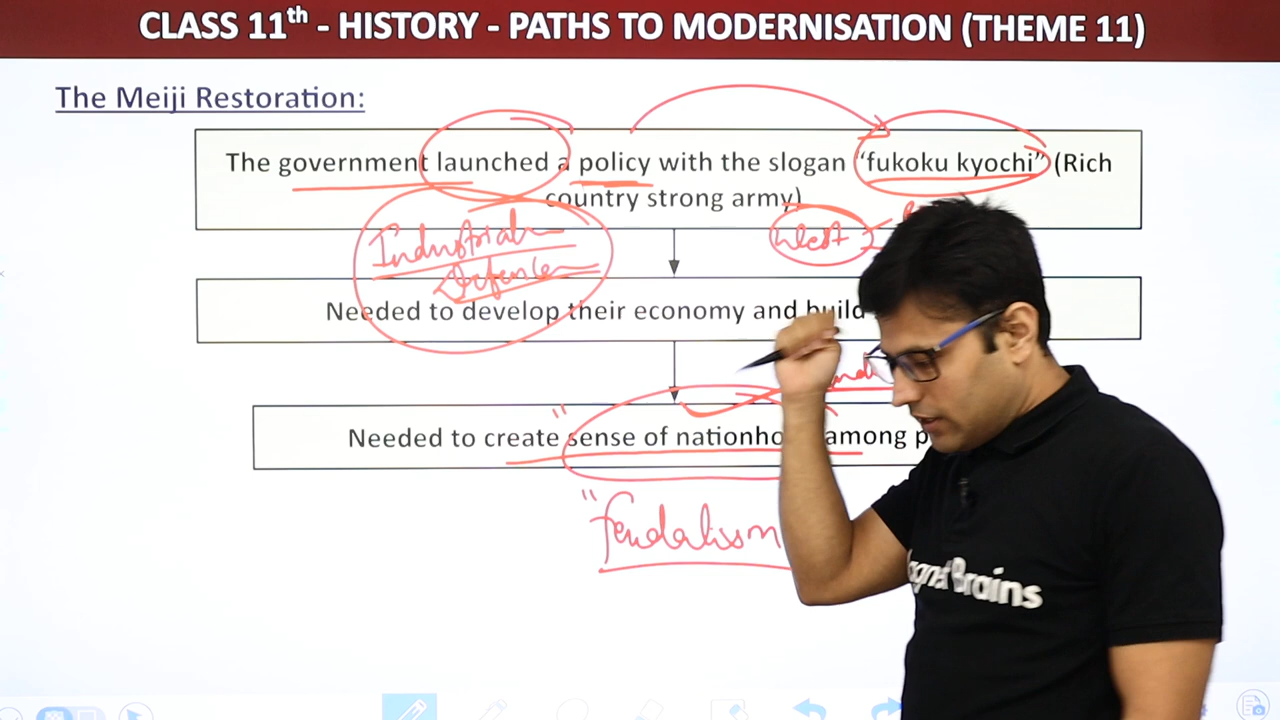 CLASS 11th - HISTORY - PATHS TO MODERNISATION (THEME 11)
The Meiji Restoration:
The government launched a policy with the slogan “fukoku kyochi” (Rich
country strong army)
Industrial
Defence
West
Needed to develop their economy and build
Needed to create sense of nationho among p
"feudalism
Brains